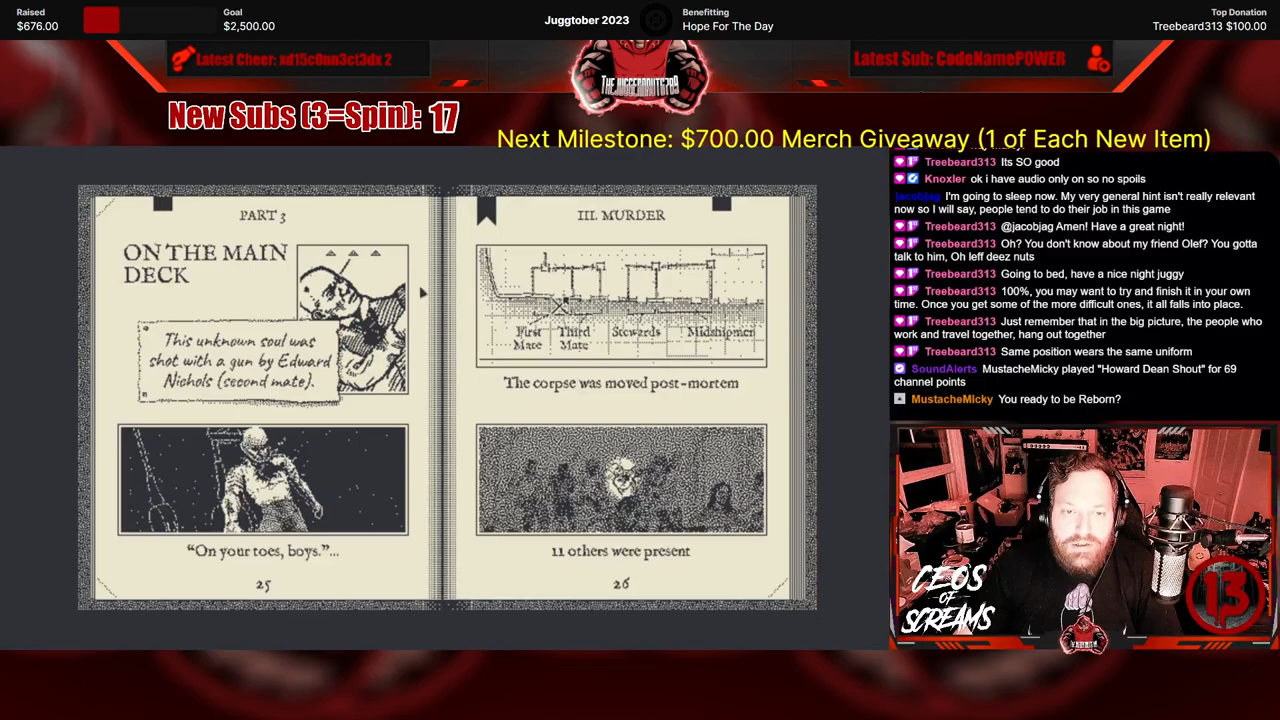 Raised
$676.00
Goal
$2,500.00
Juggtober 2023
Benefitting
Hope For The Day
Top Donation
Treebeard313 $100.00
Latest Cheer: xd15c0nn3ct3dx 2
THEJUGGERNAUT6789
Latest Sub: CodeNamePOWER
New Subs (3=Spin): 17
Next Milestone: $700.00 Merch Giveaway (1 of Each New Item)
PART 3
ON THE MAIN
DECK
This unknown soul was
shot with a gun by Edward
Nichols (second mate).
"On your toes, boys."...
25
III. MURDER
First
Mate
Third
Mate
Stewards
Midshipmen
The corpse was moved post-mortem
11 others were present
26
Treebeard313 Its SO good
Knoxler ok i have audio only on so no spoils
jacobjag I'm going to sleep now. My very general hint isn't really relevant
now so I will say, people tend to do their job in this game
Treebeard313 @jacobjag Amen! Have a great night!
Treebeard313 Oh? You don't know about my friend Olef? You gotta
talk to him, Oh leff deez nuts
Treebeard313 Going to bed, have a nice night juggy
Treebeard313 100%, you may want to try and finish it in your own
time. Once you get some of the more difficult ones, it all falls into place.
Treebeard313 Just remember that in the big picture, the people who
work and travel together, hang out together
Treebeard313 Same position wears the same uniform
SoundAlerts MustacheMicky played "Howard Dean Shout" for 69
channel points
MustacheMicky You ready to be Reborn?
CEOS
OF
SCREAMS
13